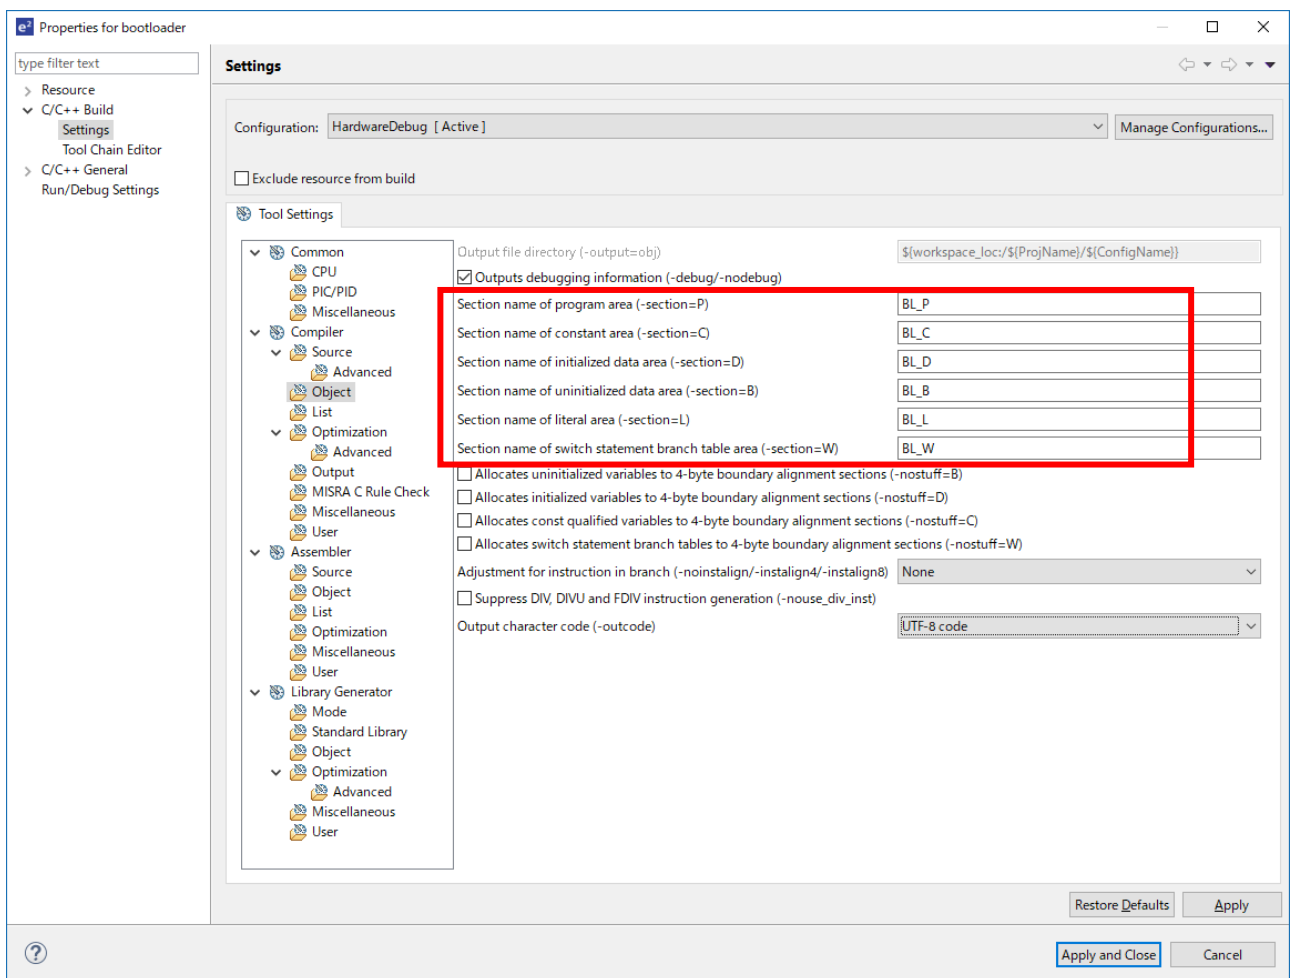 e² Properties for bootloader
type filter text
Settings
Resource
C/C++ Build
Settings
Tool Chain Editor
C/C++ General
Run/Debug Settings
Configuration:
HardwareDebug [ Active ]
Manage Configurations...
Exclude resource from build
Tool Settings
Common
CPU
PIC/PID
Miscellaneous
Compiler
Source
Advanced
Object
List
Optimization
Advanced
Output
MISRA C Rule Check
Miscellaneous
User
Assembler
Source
Object
List
Optimization
Miscellaneous
User
Library Generator
Mode
Standard Library
Object
Optimization
Advanced
Miscellaneous
User
Output file directory (-output=obj) ${workspace_loc:/${ProjName}/${ConfigName}}
Outputs debugging information (-debug/-nodebug)
Section name of program area (-section=P) BL_P
Section name of constant area (-section=C) BL_C
Section name of initialized data area (-section=D) BL_D
Section name of uninitialized data area (-section=B) BL_B
Section name of literal area (-section=L) BL_L
Section name of switch statement branch table area (-section=W) BL_W
Allocates uninitialized variables to 4-byte boundary alignment sections (-nostuff=B)
Allocates initialized variables to 4-byte boundary alignment sections (-nostuff=D)
Allocates const qualified variables to 4-byte boundary alignment sections (-nostuff=C)
Allocates switch statement branch tables to 4-byte boundary alignment sections (-nostuff=W)
Adjustment for instruction in branch (-noinstalign/-instalign4/-instalign8) None
Suppress DIV, DIVU and FDIV instruction generation (-nouse_div_inst)
Output character code (-outcode) UTF-8 code
Restore Defaults
Apply
?
Apply and Close
Cancel